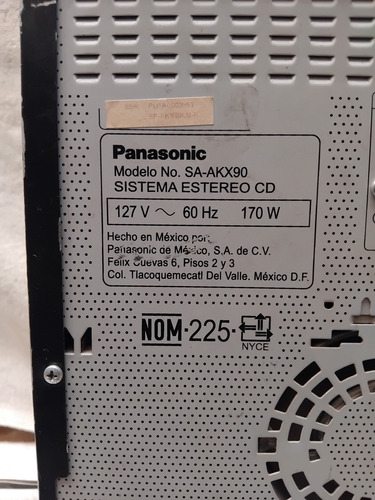 Panasonic
Modelo No. SA-AKX90
SISTEMA ESTEREO CD
127 V ~ 60 Hz 170 W
Hecho en México por:
Panasonic de México, S.A. de C.V.
Félix Cuevas 6, Pisos 2 y 3
Col. Tlacoquemecatl Del Valle. México D.F.
NOM-225-
NYCE